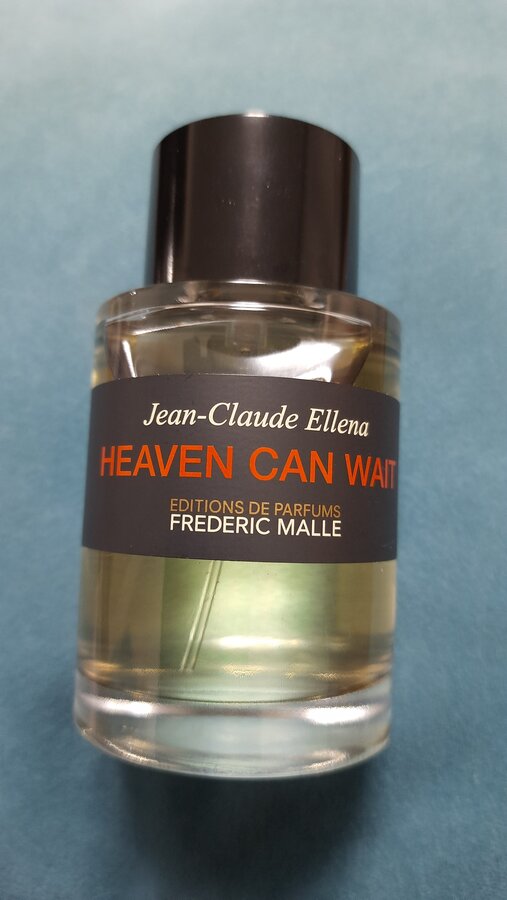 Jean-Claude Ellena
HEAVEN CAN WAIT
EDITIONS DE PARFUMS
FREDERIC MALLE